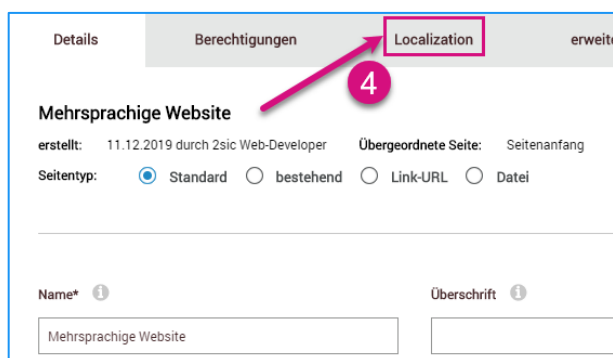 Details Berechtigungen Localization
4
Mehrsprachige Website
erstellt: 11.12.2019 durch 2sic Web-Developer Übergeordnete Seite: Seitenanfang
Seitentyp: Standard bestehend Link-URL Datei
Name* Überschrift
Mehrsprachige Website